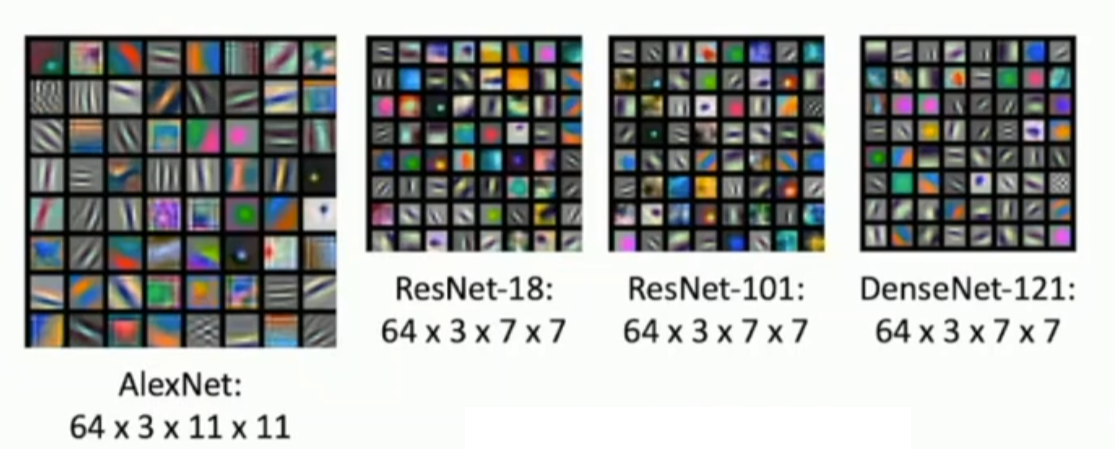 AlexNet:
64 x 3 x 11 x 11
ResNet-18:
64 x 3 x 7 x 7
ResNet-101:
64 x 3 x 7 x 7
DenseNet-121:
64 x 3 x 7 x 7